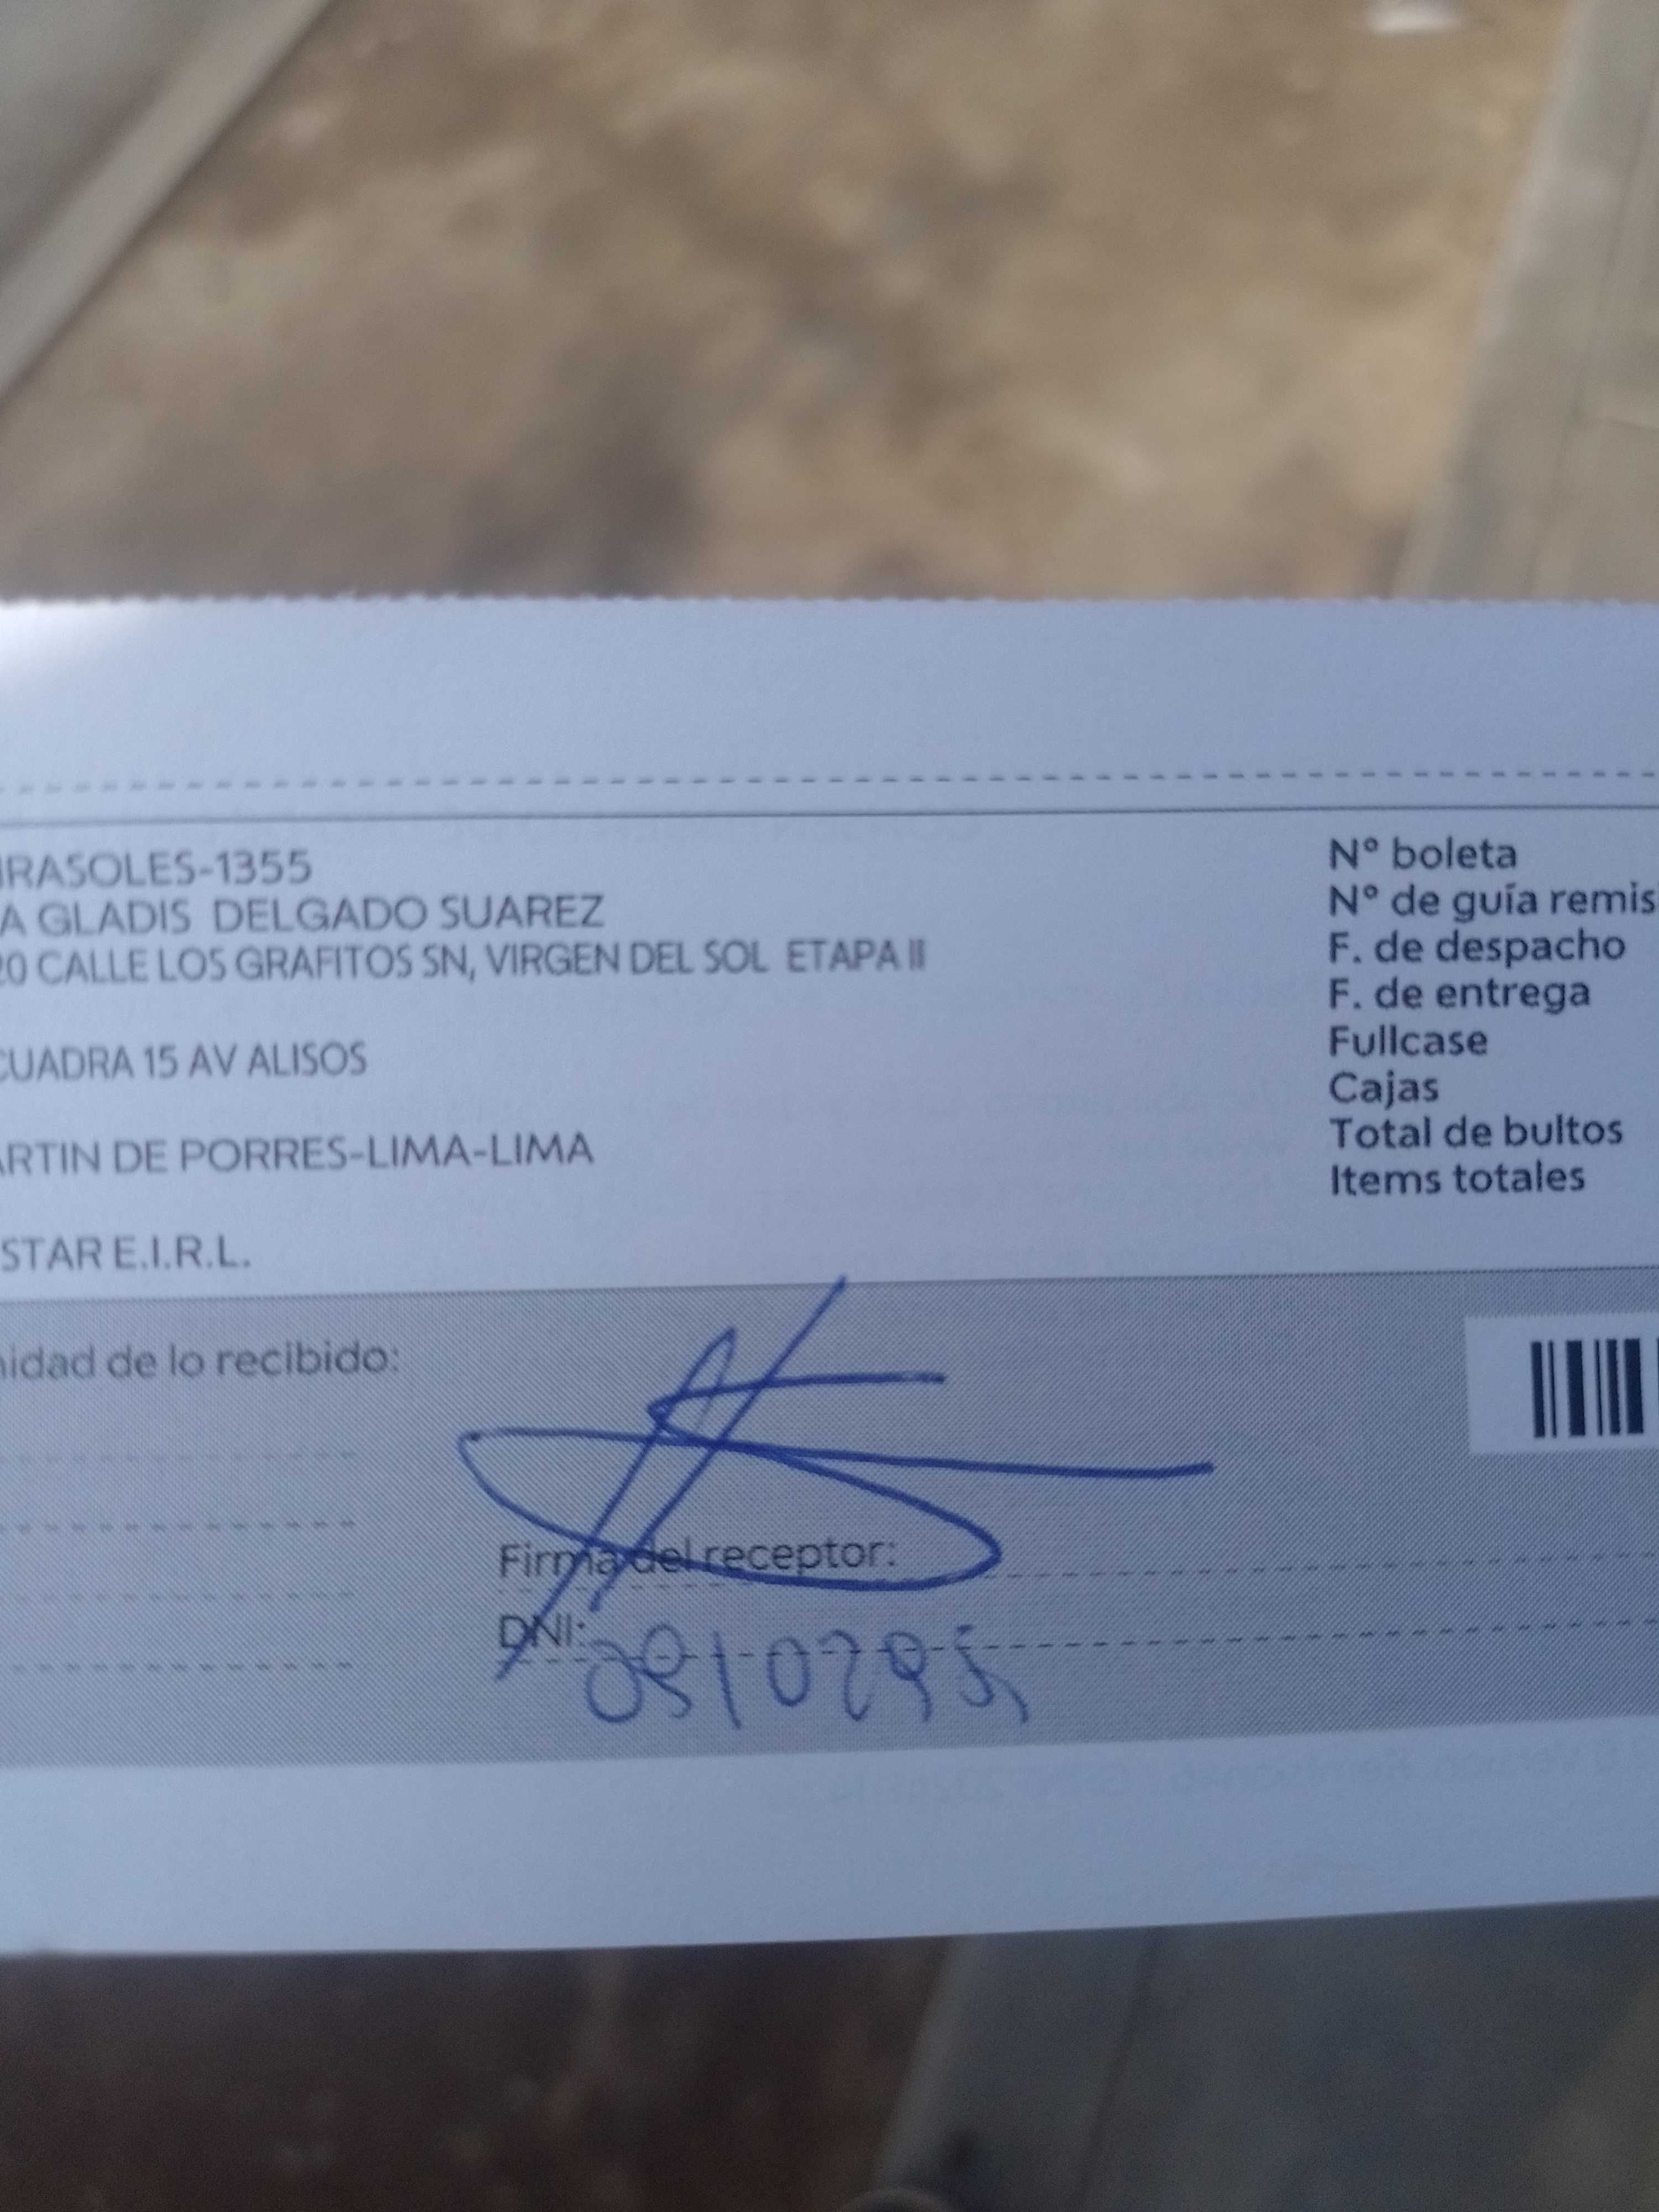 IRASOLES-1355
A GLADIS DELGADO SUAREZ
20 CALLE LOS GRAFITOS SN, VIRGEN DEL SOL ETAPA II
CUADRA 15 AV ALISOS
ARTIN DE PORRES-LIMA-LIMA
STAR E.I.R.L.
N° boleta
N° de guía remis
F. de despacho
F. de entrega
Fullcase
Cajas
Total de bultos
Items totales
nidad de lo recibido:
Firma del receptor:
DNI: